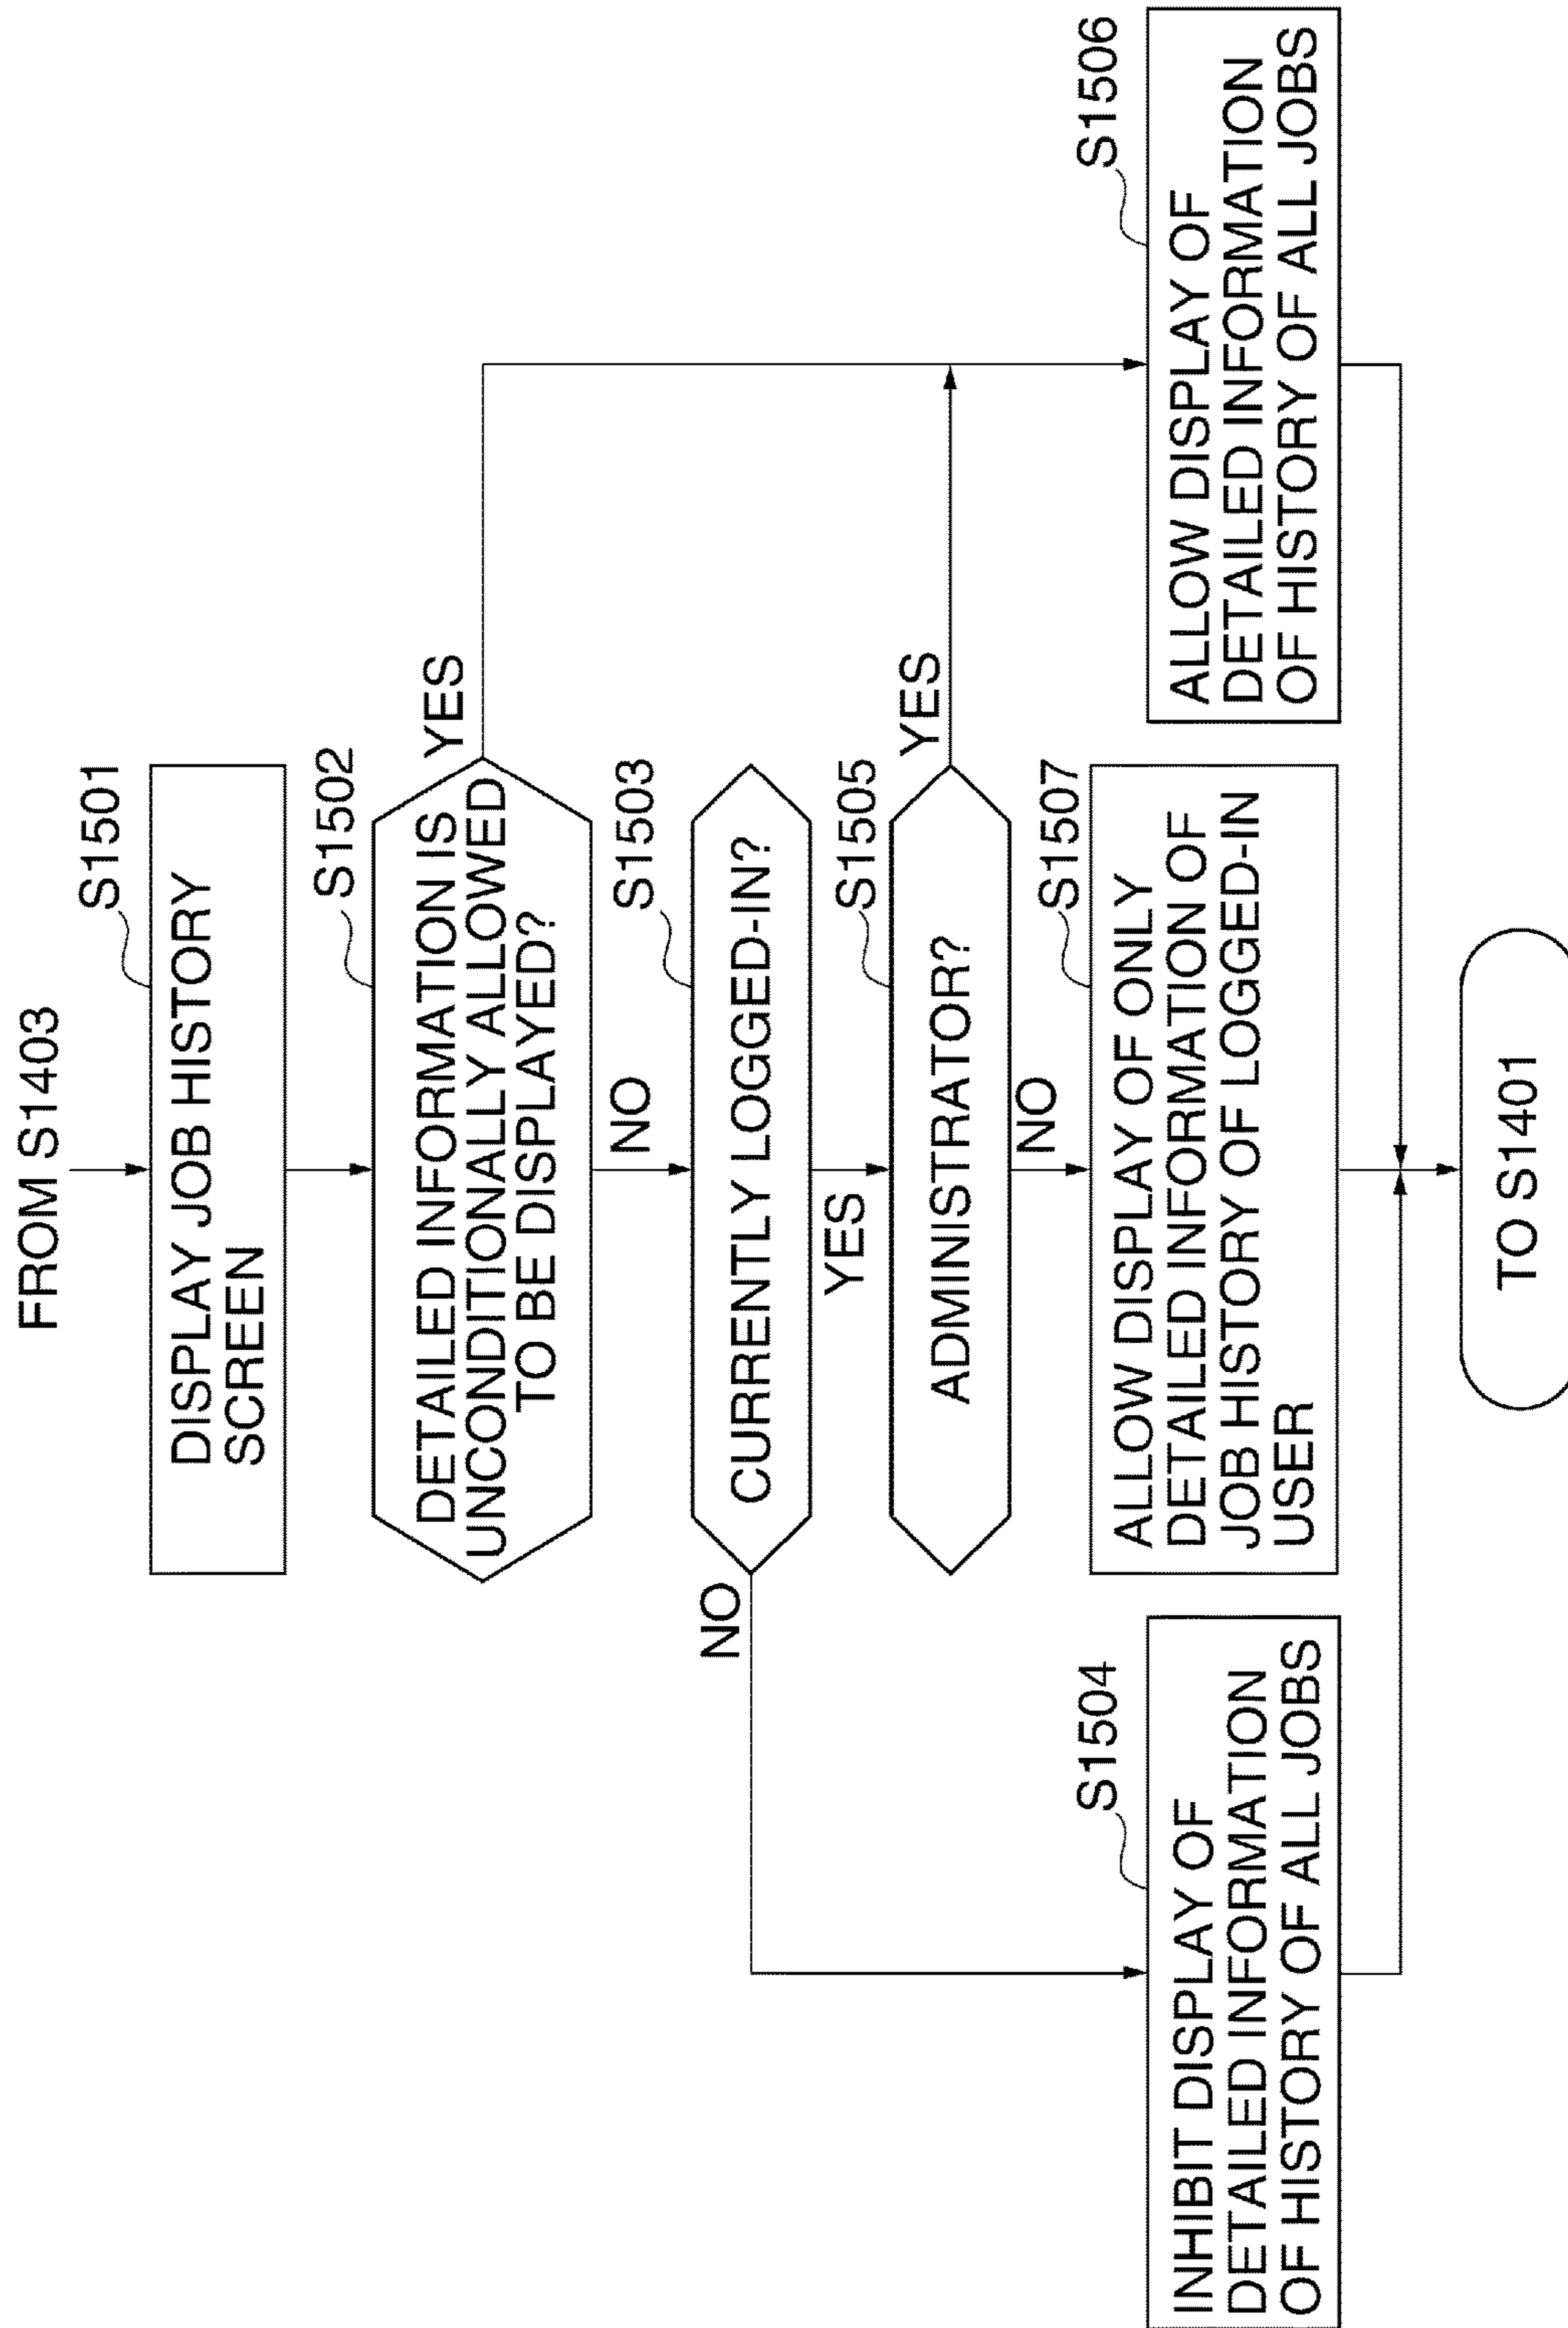 FROM S1403
S1501
DISPLAY JOB HISTORY
SCREEN
S1502
DETAILED INFORMATION IS
UNCONDITIONALLY ALLOWED
TO BE DISPLAYED?
YES
NO
S1503
CURRENTLY LOGGED-IN?
NO
YES
S1505
ADMINISTRATOR?
YES
NO
S1504
INHIBIT DISPLAY OF
DETAILED INFORMATION
OF HISTORY OF ALL JOBS
S1507
ALLOW DISPLAY OF ONLY
DETAILED INFORMATION OF
JOB HISTORY OF LOGGED-IN
USER
S1506
ALLOW DISPLAY OF
DETAILED INFORMATION
OF HISTORY OF ALL JOBS
TO S1401